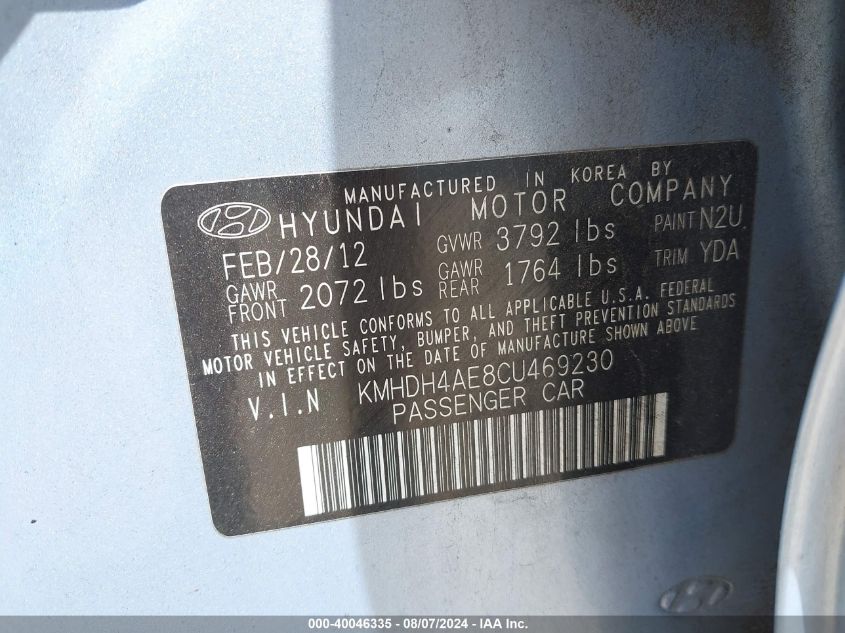 MANUFACTURED IN KOREA BY
HYUNDAI MOTOR COMPANY
FEB/28/12 GVWR 3792 lbs PAINT N2U
GAWR FRONT 2072 lbs GAWR REAR 1764 lbs TRIM YDA
THIS VEHICLE CONFORMS TO ALL APPLICABLE U.S.A. FEDERAL
MOTOR VEHICLE SAFETY, BUMPER, AND THEFT PREVENTION STANDARDS
IN EFFECT ON THE DATE OF MANUFACTURE SHOWN ABOVE
V.I.N KMHDH4AE8CU469230
PASSENGER CAR
000-40046335 - 08/07/2024 - IAA Inc.